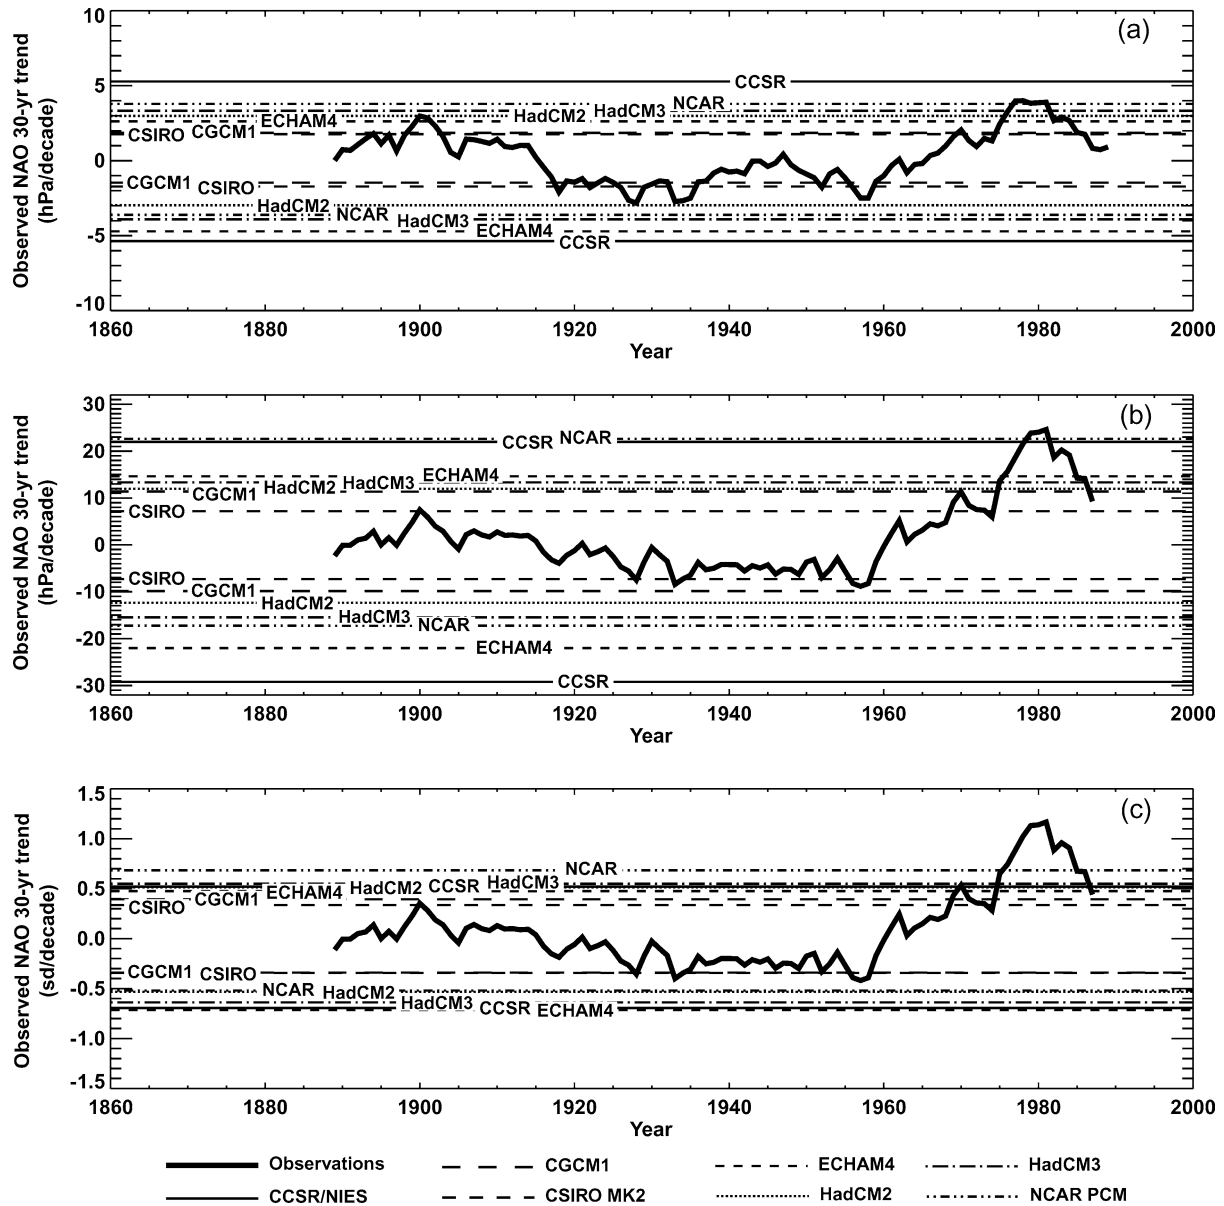 (a)
Observed NAO 30-yr trend
(hPa/decade)
10
5
0
-5
-10
CCSR
NCAR
HadCM3
HadCM2
ECHAM4
CGCM1
CSIRO
CGCM1
CSIRO
HadCM2
NCAR
HadCM3
ECHAM4
CCSR
1860 1880 1900 1920 1940 1960 1980 2000
Year
(b)
Observed NAO 30-yr trend
(hPa/decade)
30
20
10
0
-10
-20
-30
CCSR NCAR
ECHAM4
HadCM3
HadCM2
CGCM1
CSIRO
CSIRO
CGCM1
HadCM2
HadCM3
NCAR
ECHAM4
CCSR
1860 1880 1900 1920 1940 1960 1980 2000
Year
(c)
Observed NAO 30-yr trend
(sd/decade)
1.5
1.0
0.5
0.0
-0.5
-1.0
-1.5
NCAR
CSIRO CGCM1 ECHAM4 HadCM2 CCSR HadCM3
CGCM1 CSIRO
NCAR HadCM2
HadCM3 CCSR ECHAM4
1860 1880 1900 1920 1940 1960 1980 2000
Year
Observations CGCM1 ECHAM4 HadCM3
CCSR/NIES CSIRO MK2 HadCM2 NCAR PCM